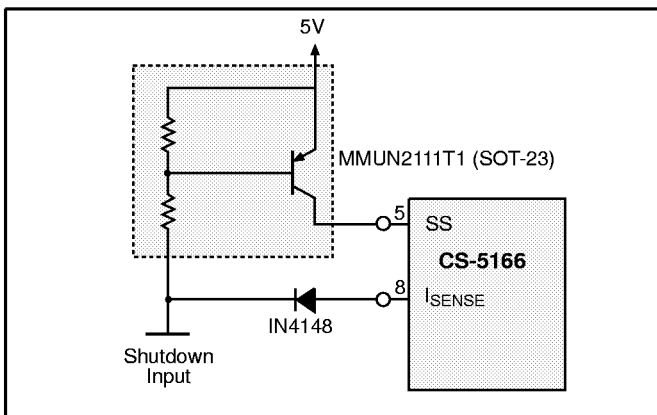 5V
MMUN2111T1 (SOT-23)
5
SS
CS-5166
8
ISENSE
IN4148
Shutdown
Input